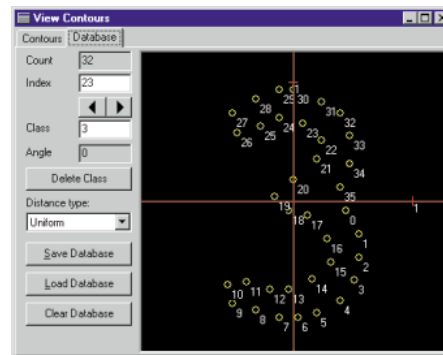 View Contours
Contours Database
Count 32
Index 23
Class 3
Angle 0
Delete Class
Distance type:
Uniform
Save Database
Load Database
Clear Database
1
29 30
28 31
27 24 32
26 25 23
22 33
21 34
20
35
19 1
18 17 0
16 1
15 2
14 3
10 11 12 13
9 8 4
7 6 5